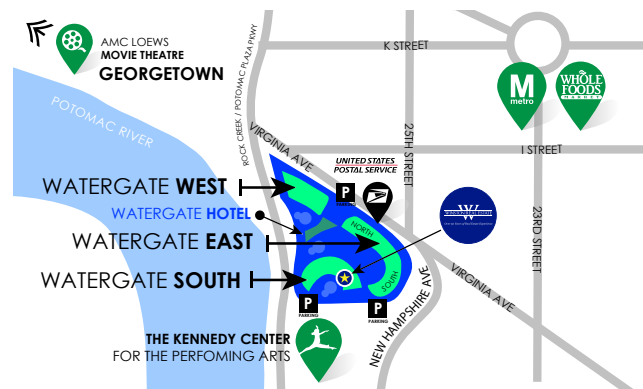 AMC LOEWS
MOVIE THEATRE
GEORGETOWN
POTOMAC RIVER
ROCK CREEK / POTOMAC PLAZA PKWY
K STREET
M
metro
WHOLE
FOODS
MARKET
VIRGINIA AVE
25TH STREET
I STREET
UNITED STATES
POSTAL SERVICE
WATERGATE WEST
P
PARKING
WATERGATE HOTEL
NORTH
W
WATERGATE EAST
23RD STREET
WATERGATE SOUTH
SOUTH
VIRGINIA AVE
P
PARKING
P
PARKING
NEW HAMPSHIRE AVE
THE KENNEDY CENTER
FOR THE PERFOMING ARTS